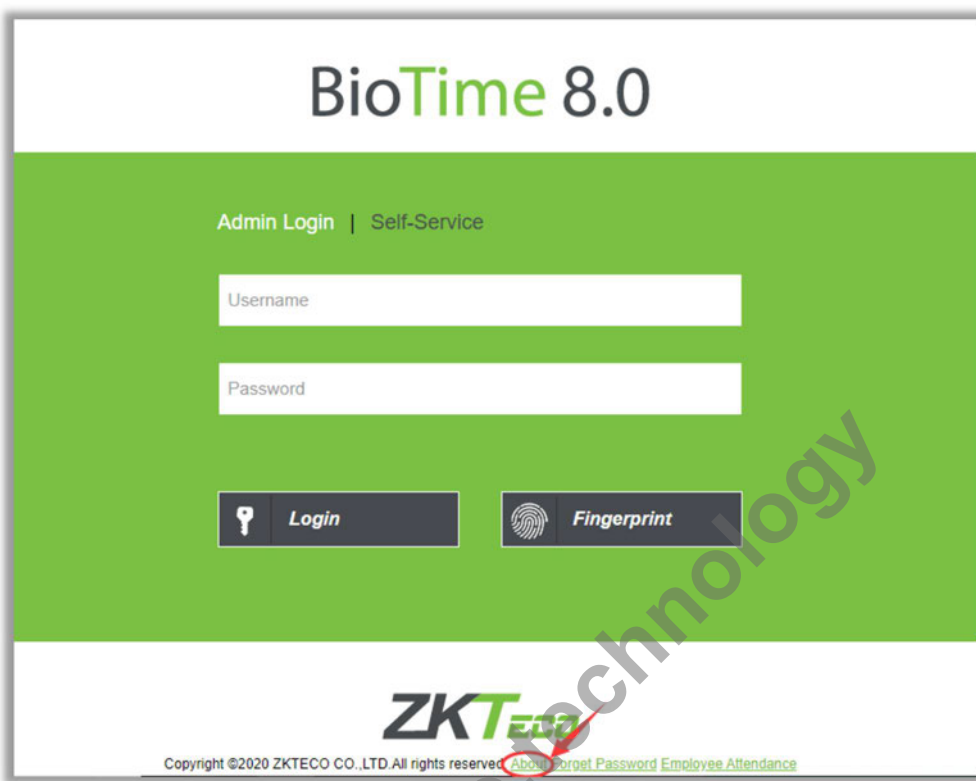 BioTime 8.0
Admin Login | Self-Service
Username
Password
Login
Fingerprint
ZKTeco
Copyright ©2020 ZKTECO CO.,LTD.All rights reserved About Forget Password Employee Attendance
technology